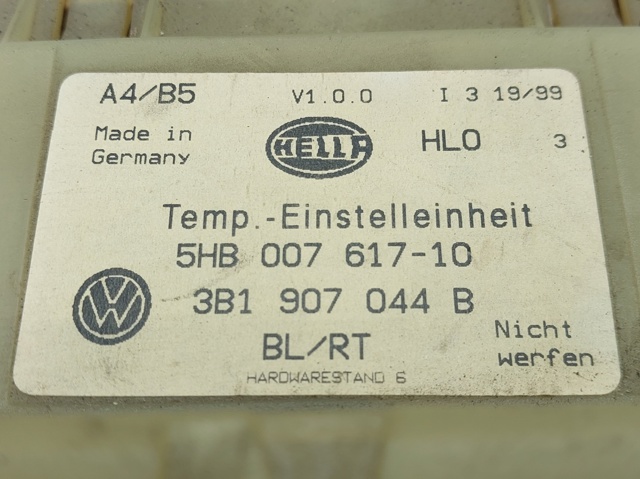 A4/B5 V1.0.0 I 3 19/99
Made in
Germany
HELLA
HLO 3
Temp.-Einstelleinheit
5HB 007 617-10
VW
3B1 907 044 B
BL/RT
Nicht
werfen
HARDWARESTAND 6